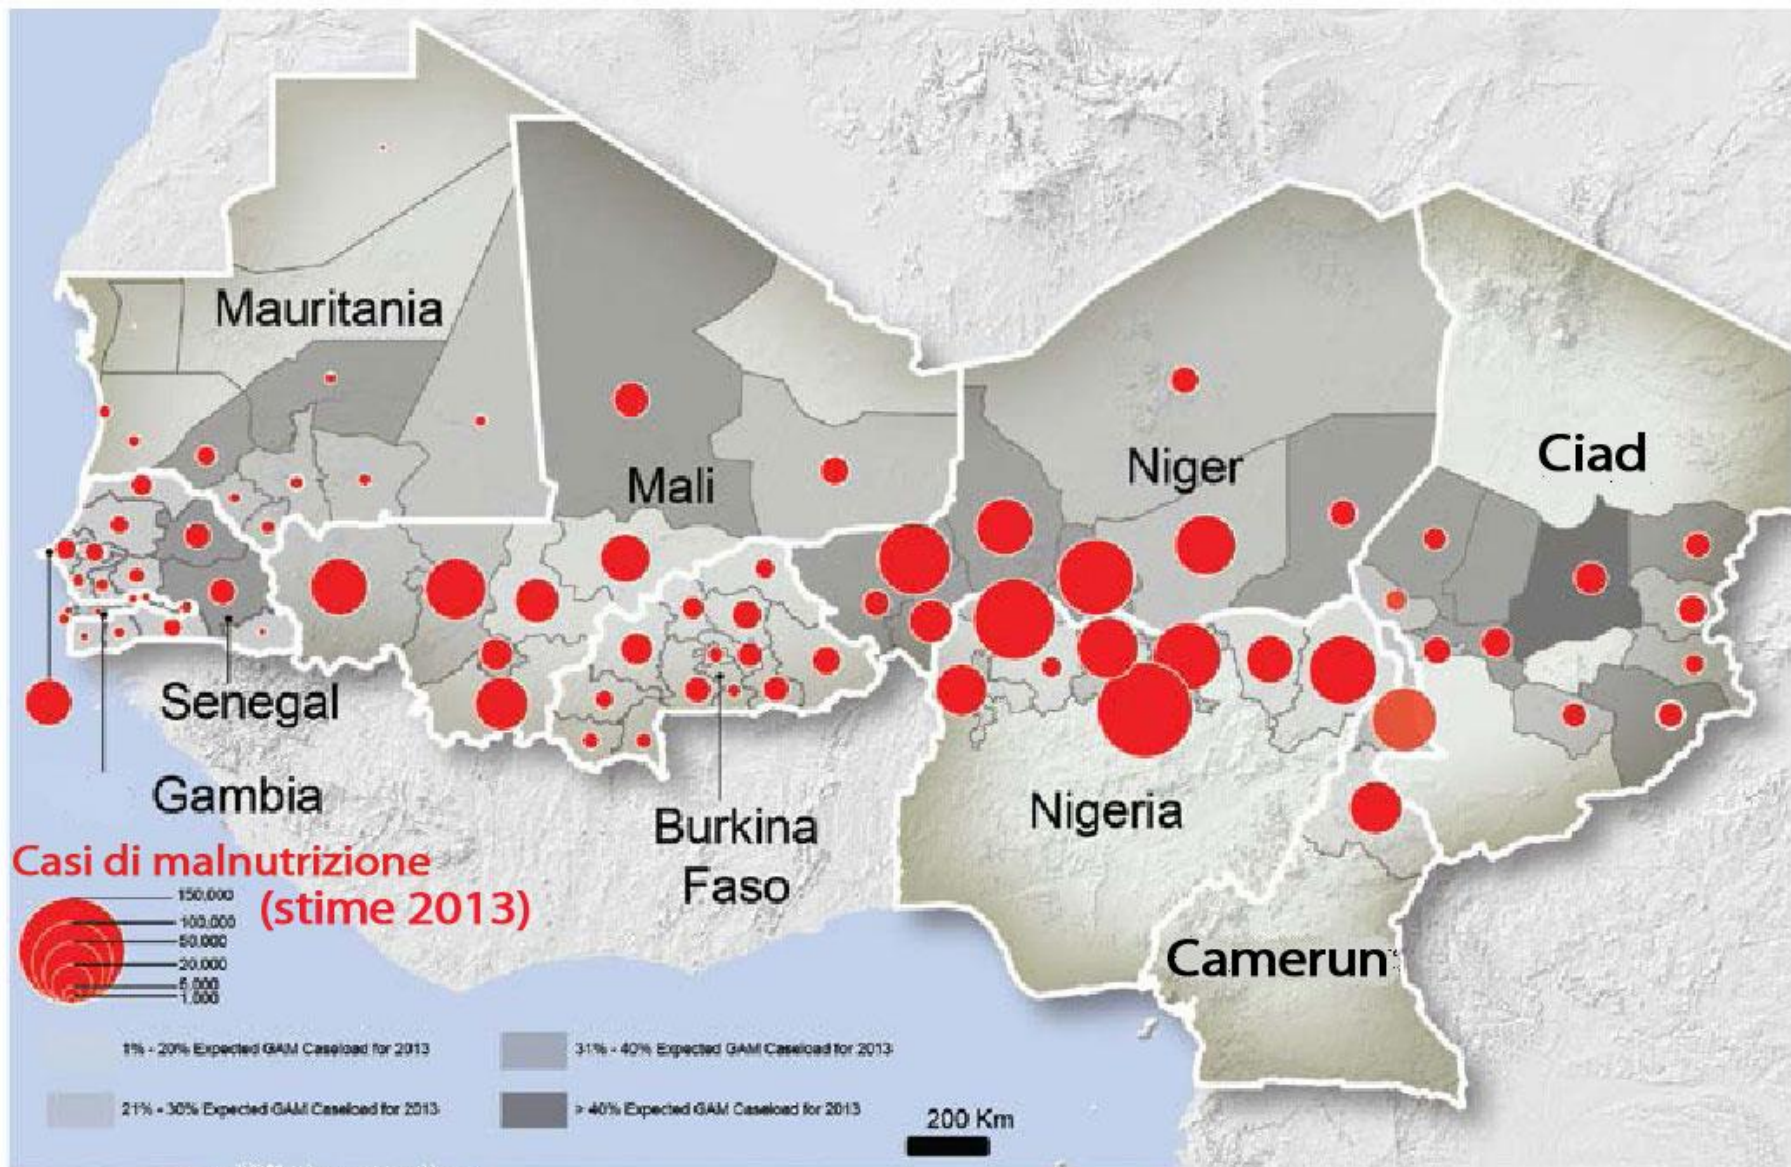 Mauritania
Mali
Niger
Ciad
Senegal
Gambia
Burkina
Faso
Nigeria
Camerun
Casi di malnutrizione
(stime 2013)
150,000
100,000
50,000
20,000
5,000
1,000
1% - 20% Expected GAM Caseload for 2013
21% - 30% Expected GAM Caseload for 2013
31% - 40% Expected GAM Caseload for 2013
> 40% Expected GAM Caseload for 2013
200 Km